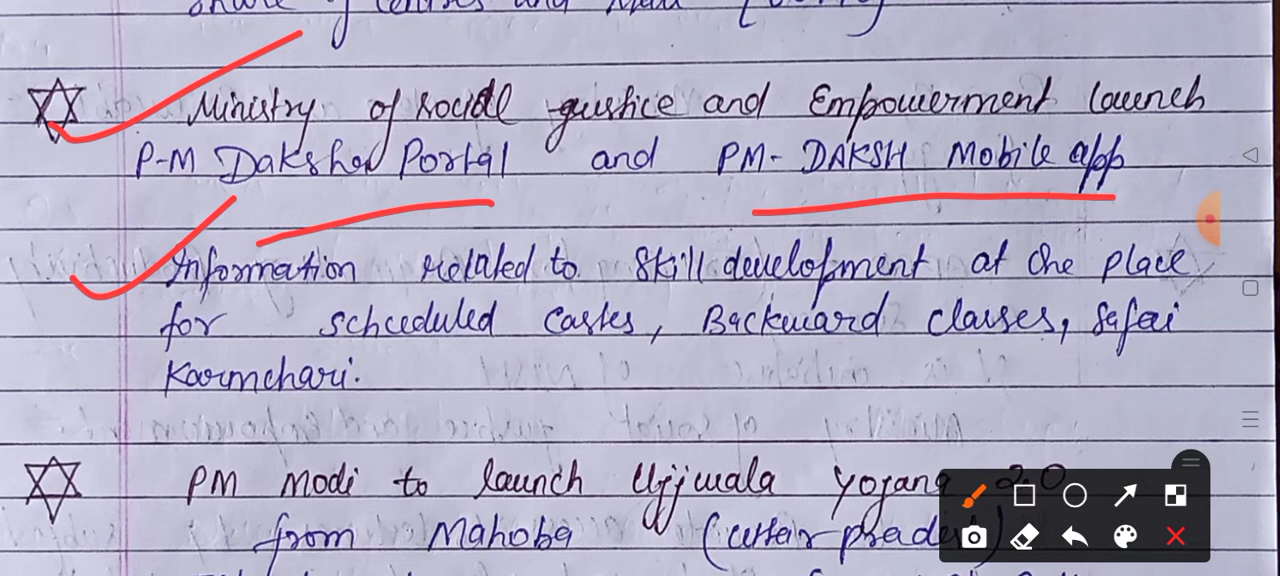 Ministry of social justice and Empowerment launch
P-M Dakshe Portal and PM- DAKSH Mobile app
Information related to skill development at one place
for scheduled castes, Backward classes, Safai
Karmchari.
PM Modi to launch Ujjwala Yojana 2.0
from Mahoba (uttar-pradesh)